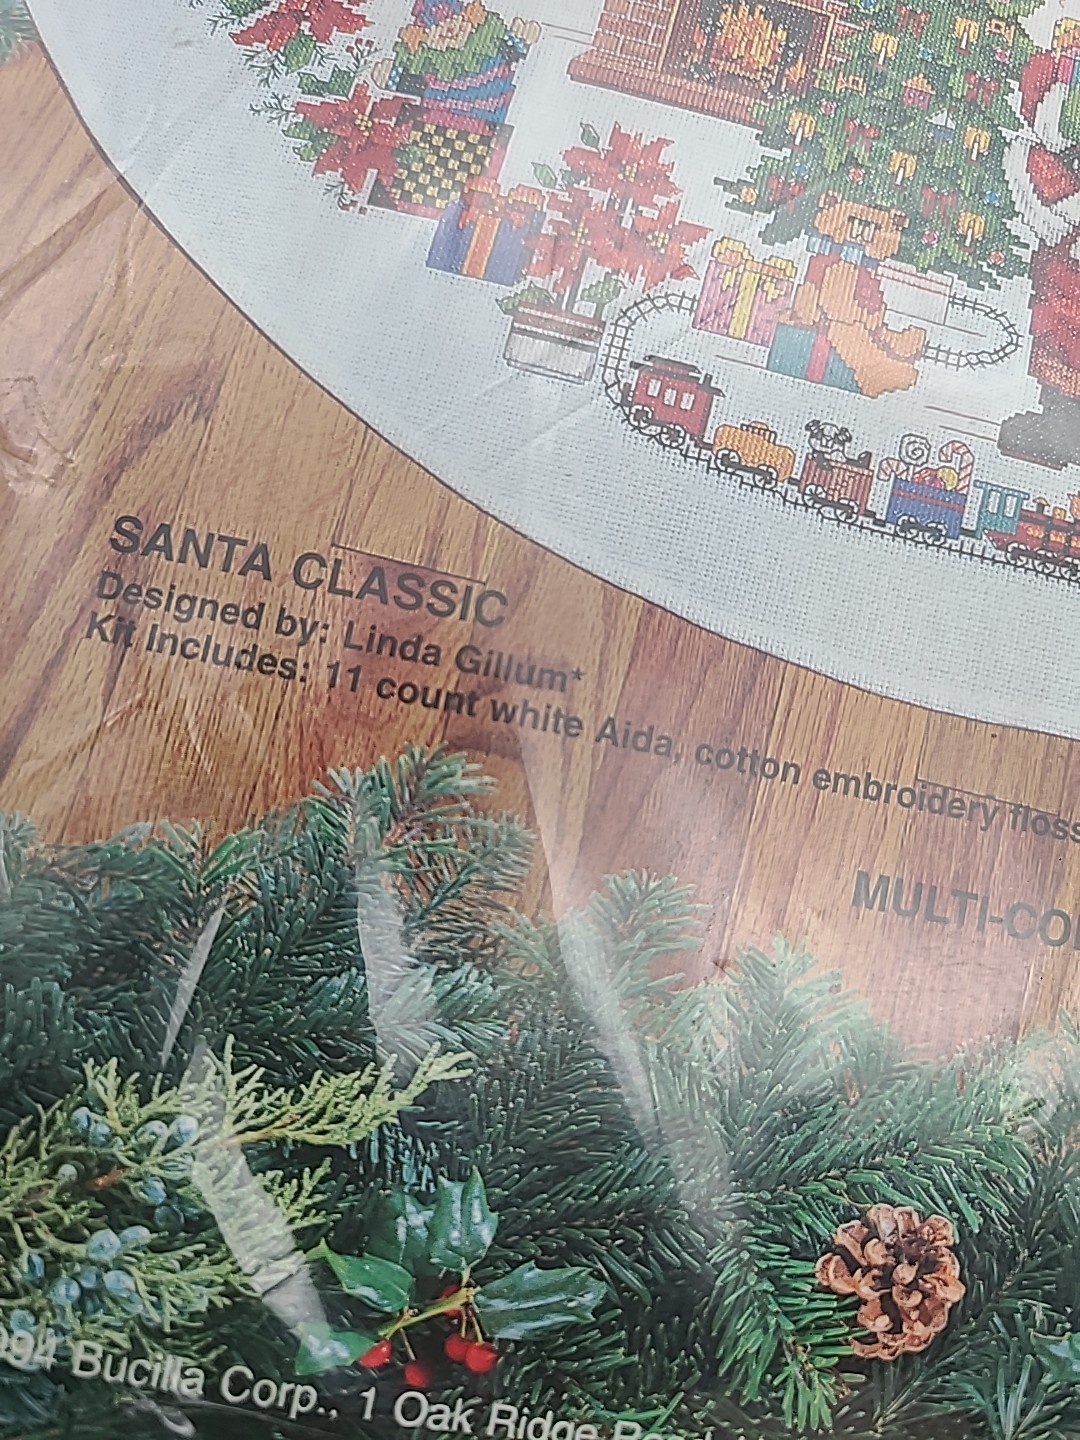 SANTA CLASSIC
Designed by: Linda Gillum*
Kit Includes: 11 count white Aida, cotton embroidery floss
MULTI-CO
994 Bucilla Corp., 1 Oak Ridge Road